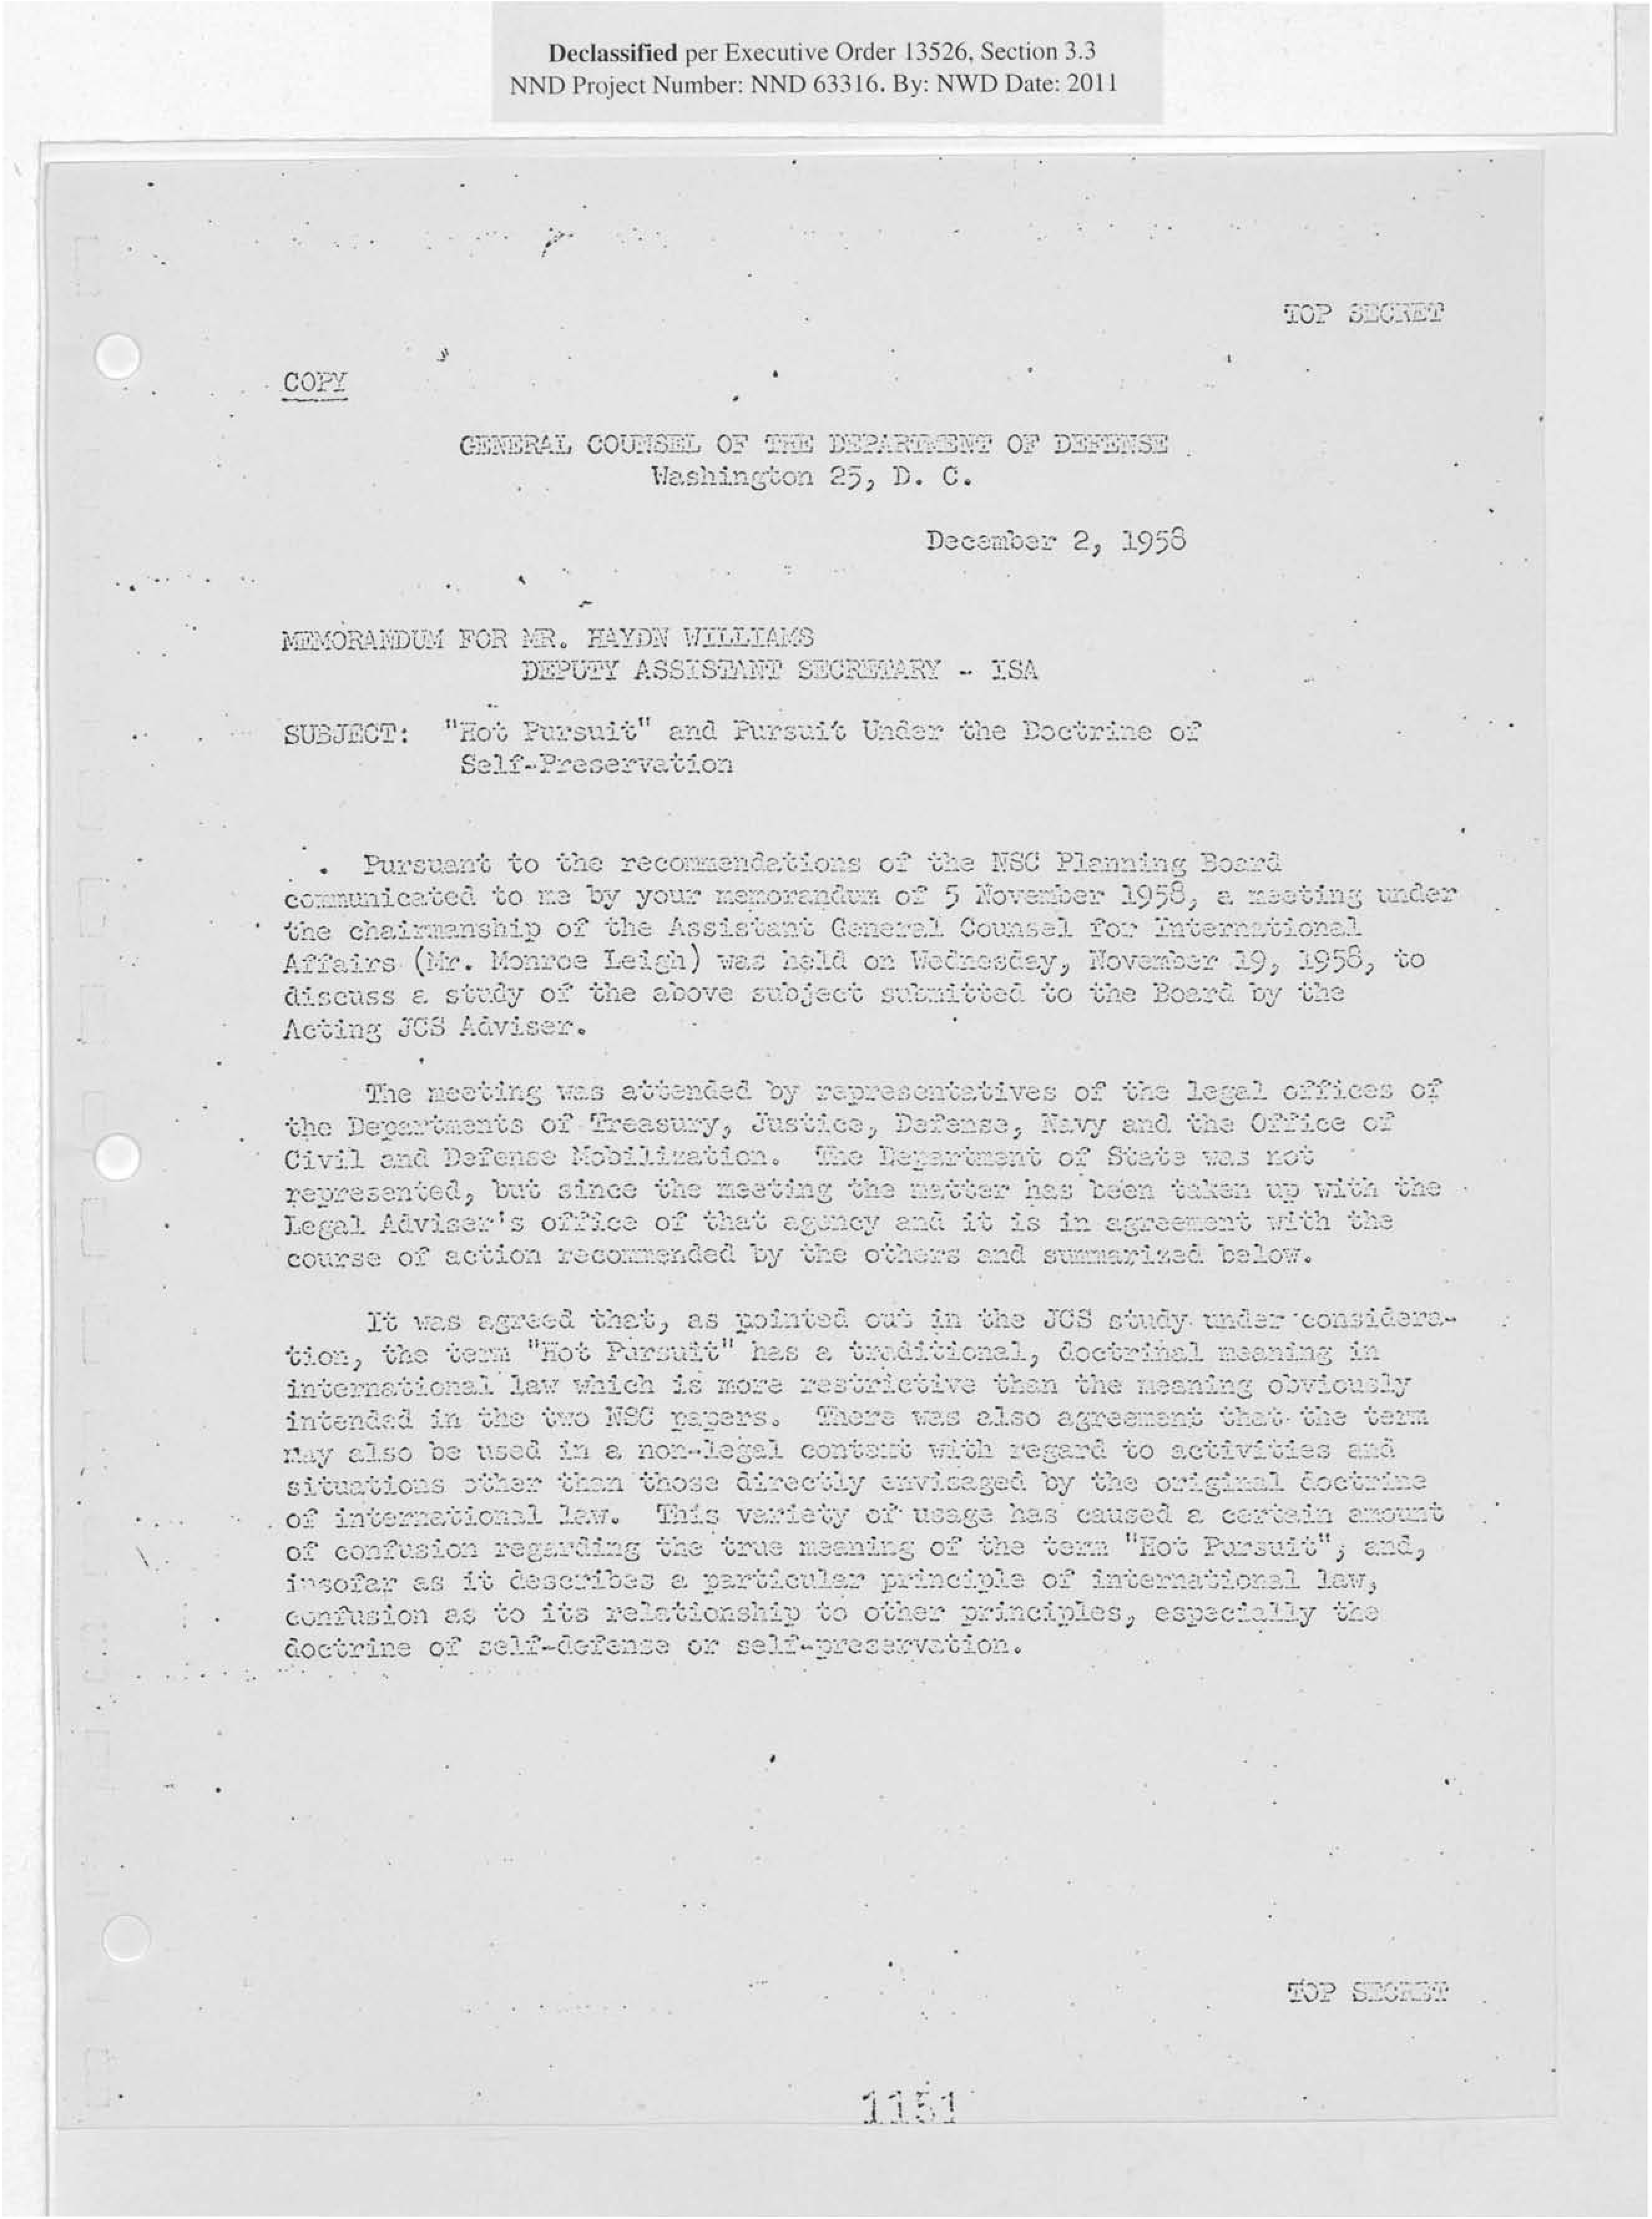 Declassified per Executive Order 13526, Section 3.3
NND Project Number: NND 63316. By: NWD Date: 2011
TOP SECRET
COPY
GENERAL COUNSEL OF THE DEPARTMENT OF DEFENSE
Washington 25, D. C.
December 2, 1958
MEMORANDUM FOR MR. HAYDN WILLIAMS
DEPUTY ASSISTANT SECRETARY - ISA
SUBJECT: "Hot Pursuit" and Pursuit Under the Doctrine of
Self-Preservation
Pursuant to the recommendations of the NSC Planning Board
communicated to me by your memorandum of 5 November 1958, a meeting under
the chairmanship of the Assistant General Counsel for International
Affairs (Mr. Monroe Leigh) was held on Wednesday, November 19, 1958, to
discuss a study of the above subject submitted to the Board by the
Acting JCS Adviser.
The meeting was attended by representatives of the legal offices of
the Departments of Treasury, Justice, Defense, Navy and the Office of
Civil and Defense Mobilization. The Department of State was not
represented, but since the meeting the matter has been taken up with the
Legal Adviser's office of that agency and it is in agreement with the
course of action recommended by the others and summarized below.
It was agreed that, as pointed out in the JCS study under considera-
tion, the term "Hot Pursuit" has a traditional, doctrinal meaning in
international law which is more restrictive than the meaning obviously
intended in the two NSC papers. There was also agreement that the term
may also be used in a non-legal context with regard to activities and
situations other than those directly envisaged by the original doctrine
of international law. This variety of usage has caused a certain amount
of confusion regarding the true meaning of the term "Hot Pursuit"; and,
insofar as it describes a particular principle of international law,
confusion as to its relationship to other principles, especially the
doctrine of self-defense or self-preservation.
TOP SECRET
1151